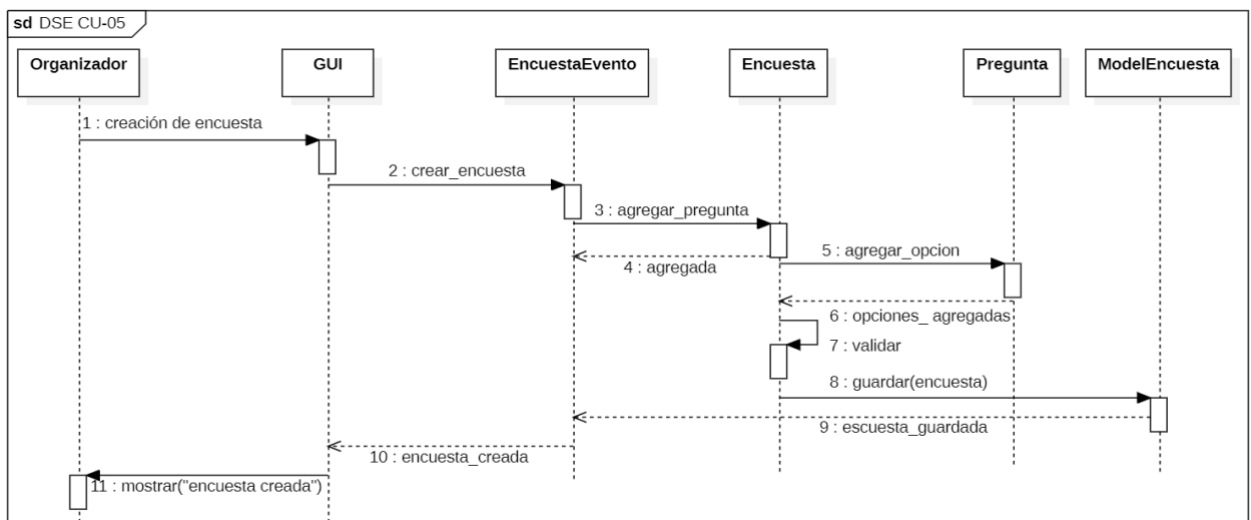 sd DSE CU-05
Organizador
GUI
EncuestaEvento
Encuesta
Pregunta
ModelEncuesta
1 : creación de encuesta
2 : crear_encuesta
3 : agregar_pregunta
4 : agregada
5 : agregar_opcion
6 : opciones_ agregadas
7 : validar
8 : guardar(encuesta)
9 : escuesta_guardada
10 : encuesta_creada
11 : mostrar("encuesta creada")